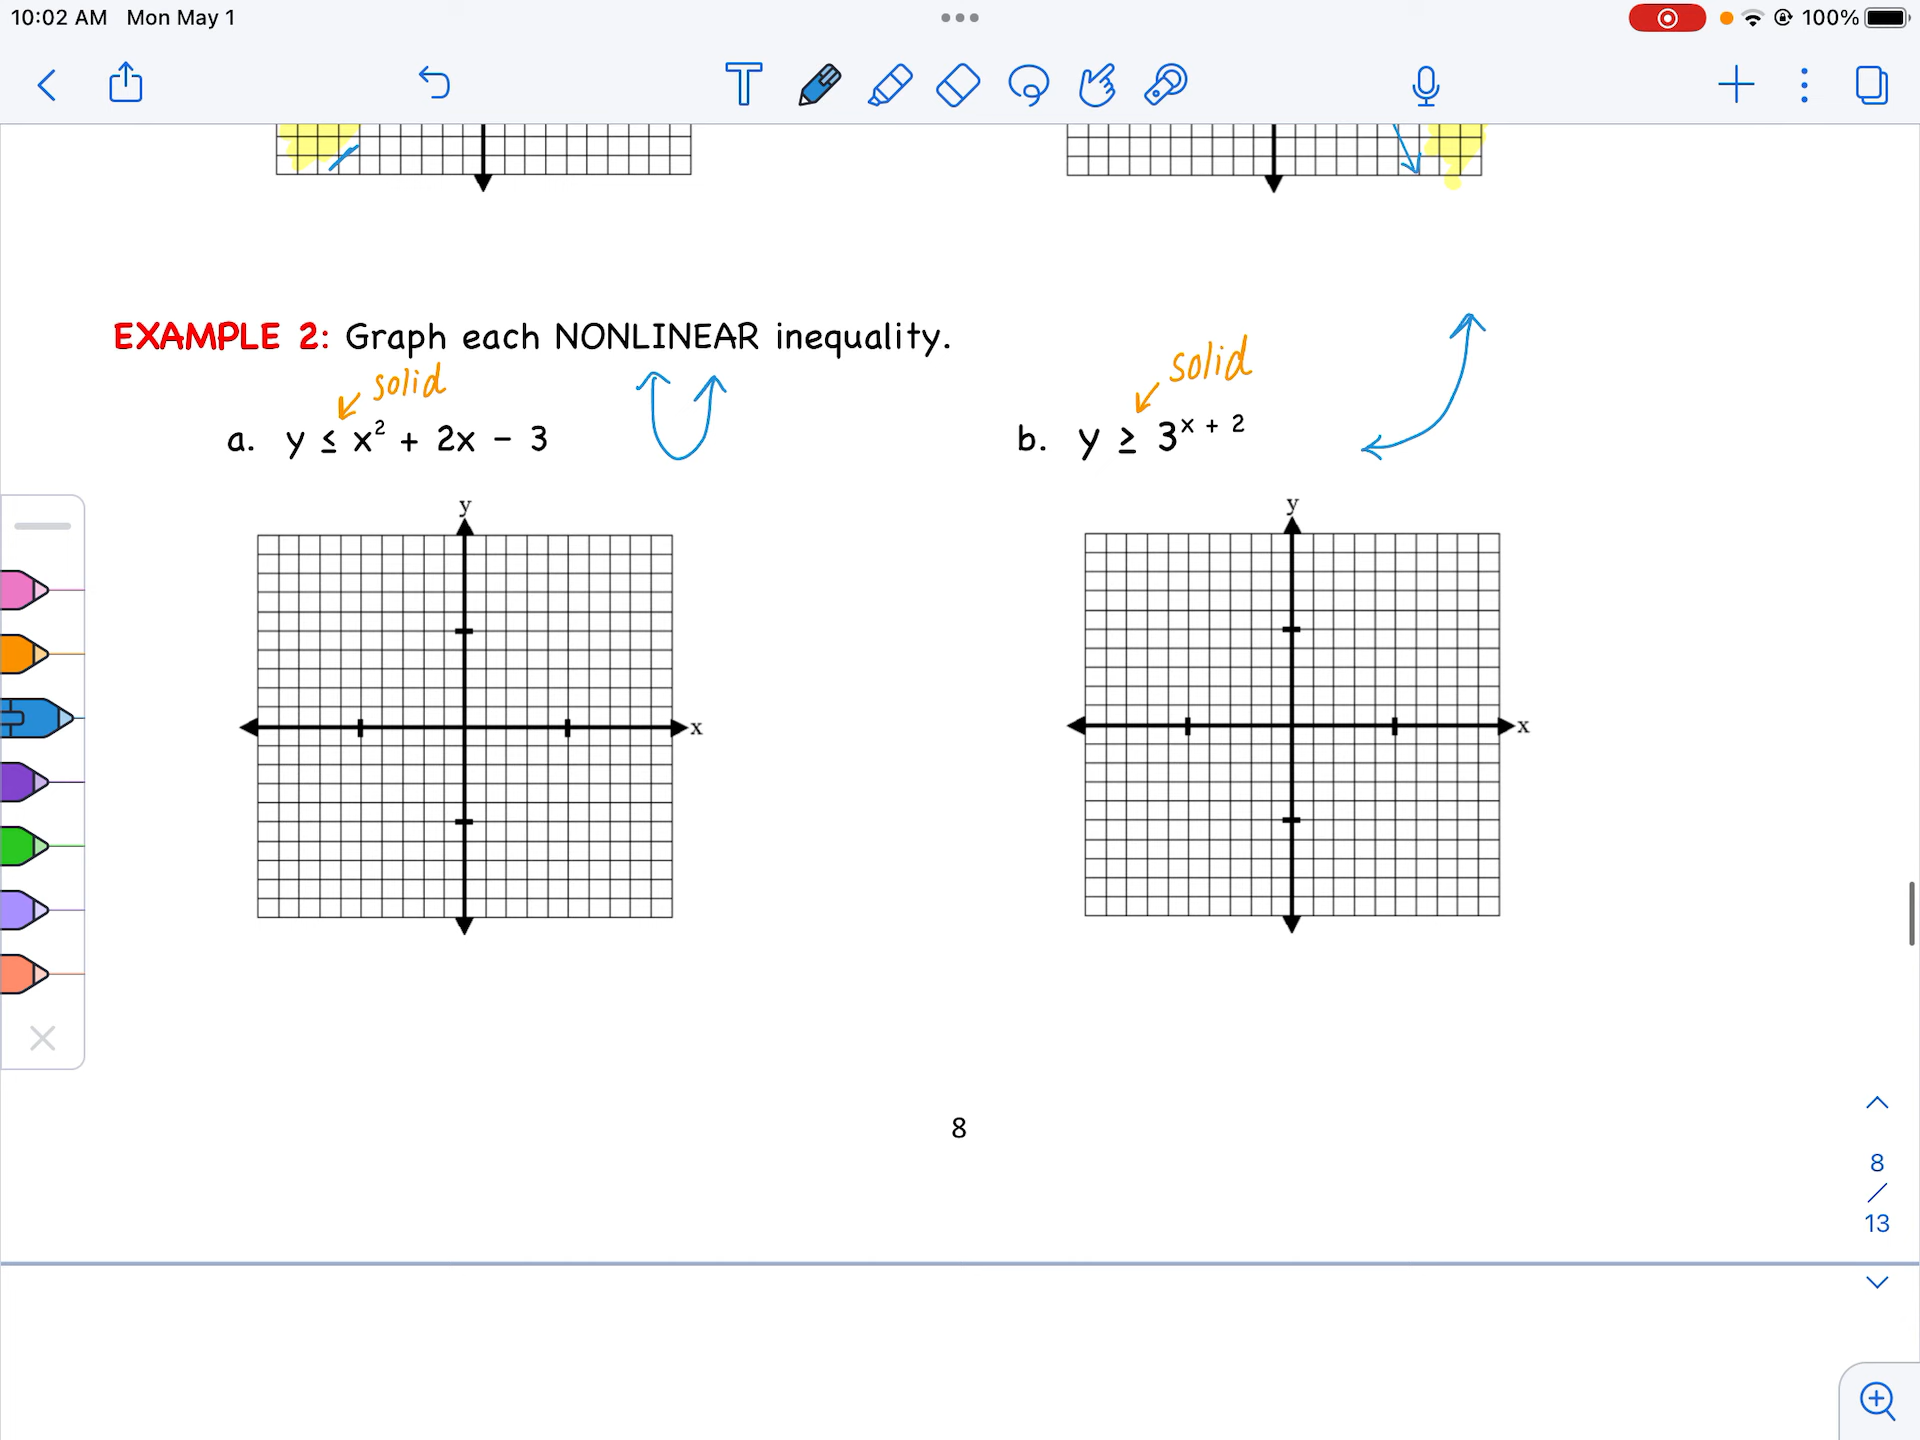 10:02 AM Mon May 1
100%
EXAMPLE 2: Graph each NONLINEAR inequality.
solid
a. y ≤ x² + 2x − 3
solid
b. y ≥ 3^(x + 2)
y
x
y
x
8
8
/
13